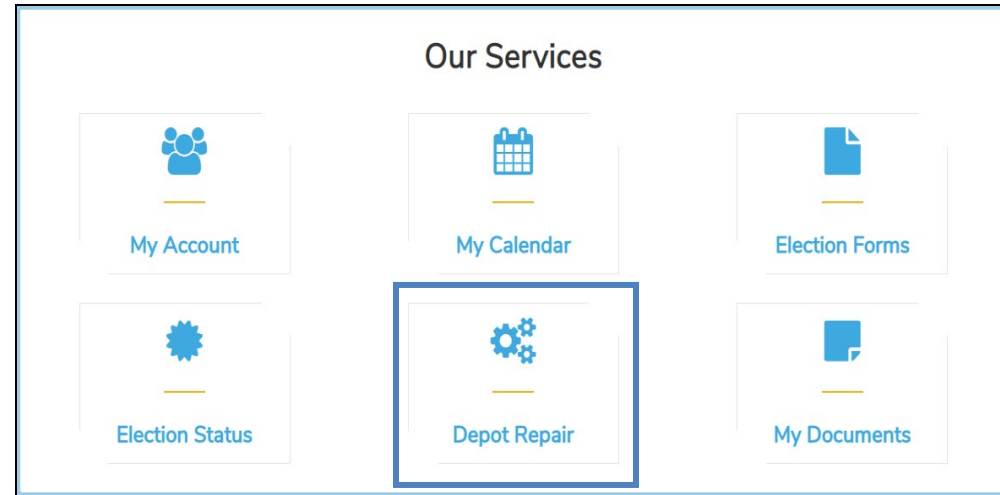 Our Services
My Account
My Calendar
Election Forms
Election Status
Depot Repair
My Documents